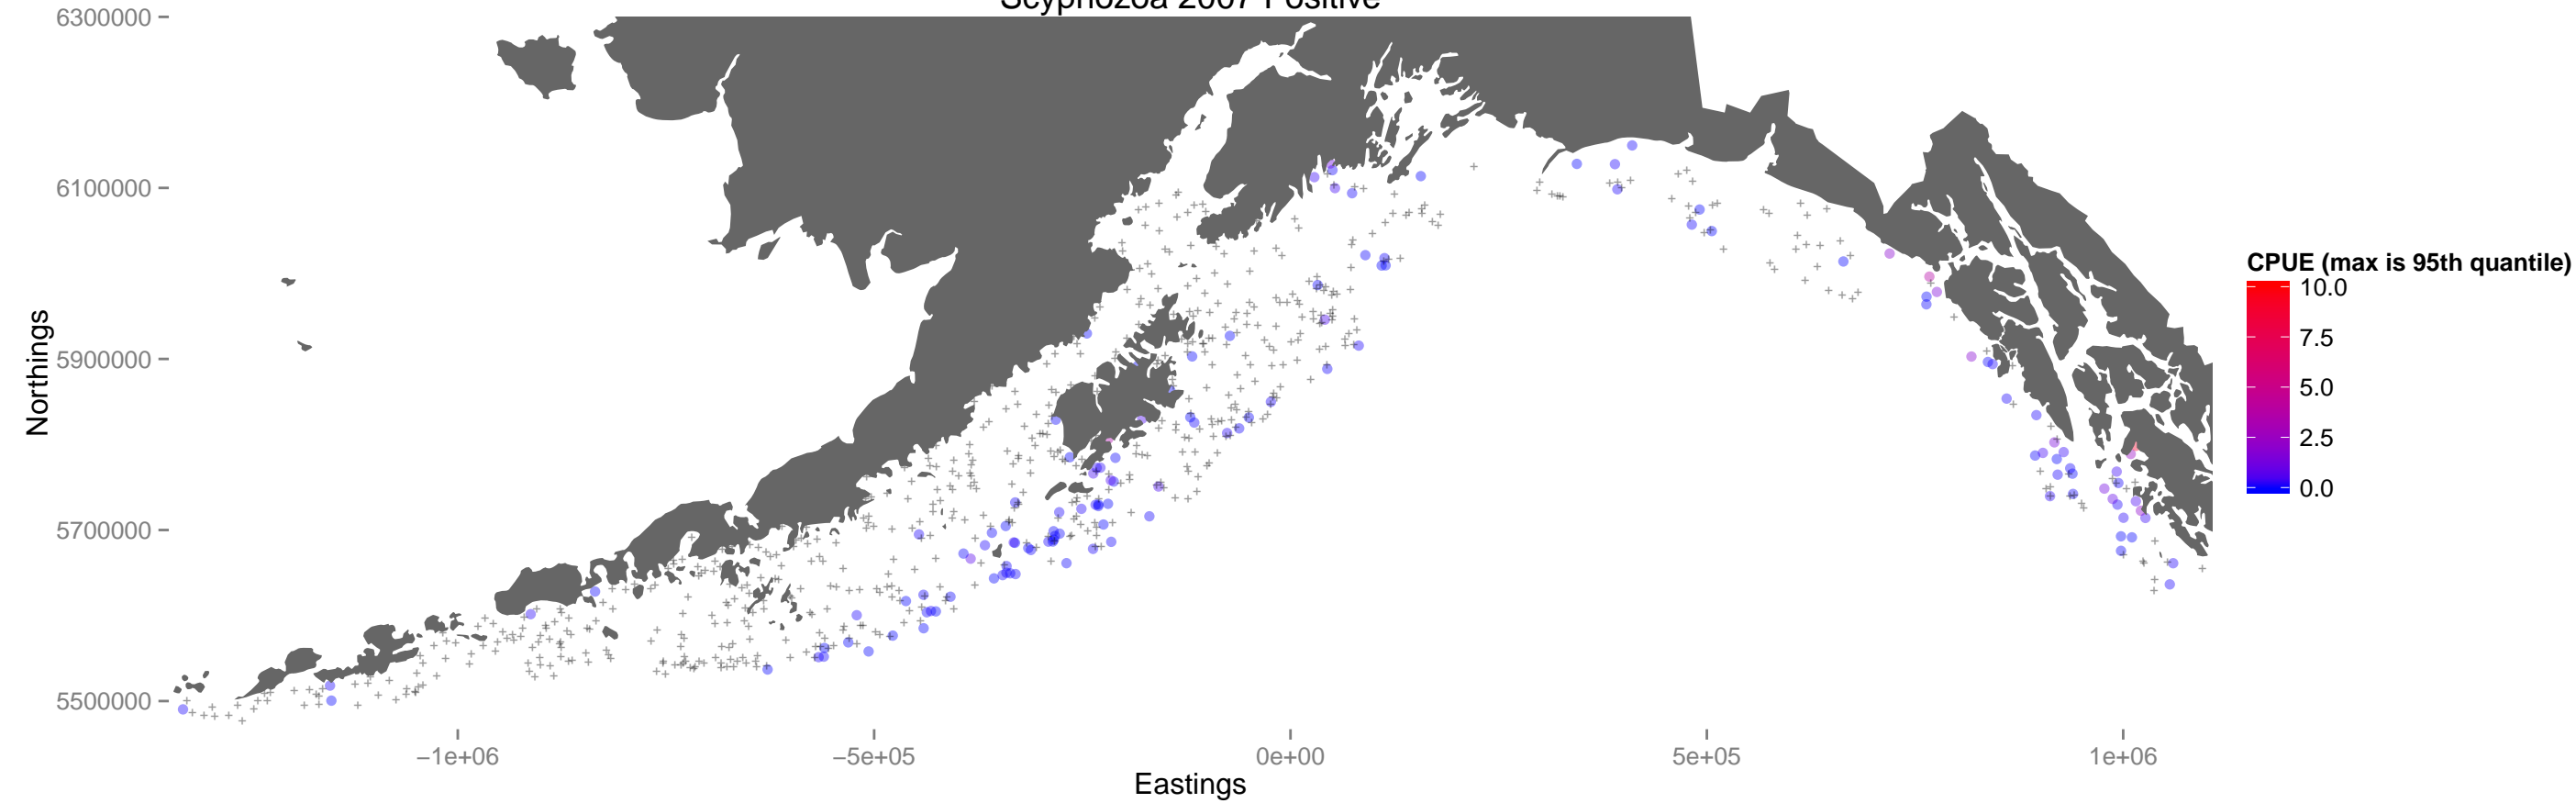 Scyphozoa 2007 Positive
6300000
6100000
5900000
5700000
5500000
Northings
−1e+06
−5e+05
0e+00
5e+05
1e+06
Eastings
CPUE (max is 95th quantile)
10.0
7.5
5.0
2.5
0.0